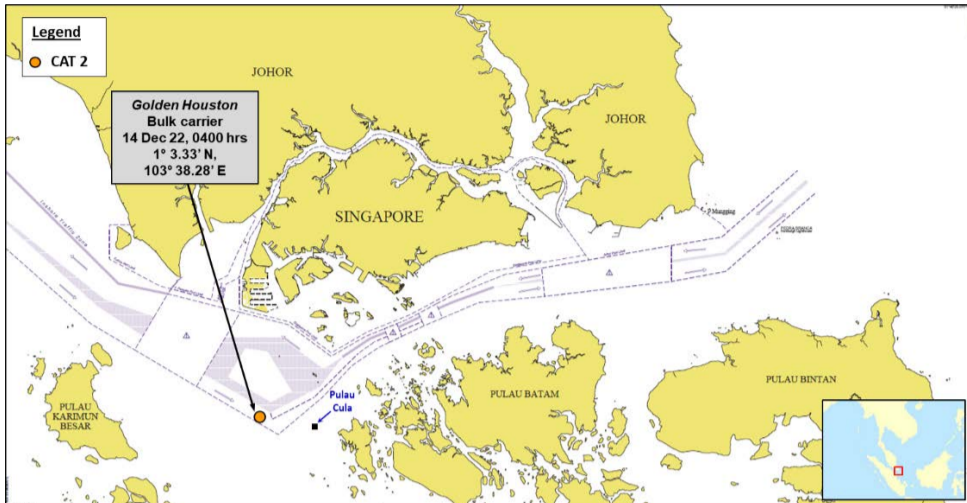 Legend
CAT 2
Golden Houston
Bulk carrier
14 Dec 22, 0400 hrs
1° 3.33’ N,
103° 38.28’ E
JOHOR
JOHOR
SINGAPORE
Pulau
Cula
PULAU
KARIMUN
BESAR
PULAU BATAM
PULAU BINTAN